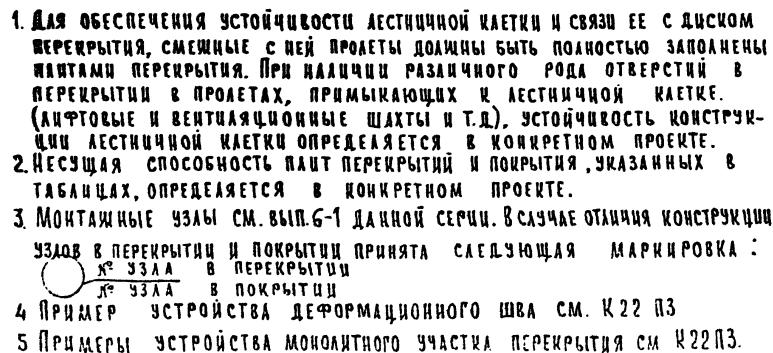 1. Для обеспечения устойчивости лестничной клетки и связи ее с диском
перекрытия, смежные с ней пролеты должны быть полностью заполнены
плитами перекрытия. При наличии различного рода отверстий в
перекрытии в пролетах, примыкающих к лестничной клетке.
(лифтовые и вентиляционные шахты и т.д), устойчивость конструк-
ции лестничной клетки определяется в конкретном проекте.
2. Несущая способность плит перекрытий и покрытия, указанных в
таблицах, определяется в конкретном проекте.
3. Монтажные узлы см. вып. 6-1 данной серии. В случае отличия конструкции
узлов в перекрытии и покрытии принята следующая маркировка:
№ узла в перекрытии
№ узла в покрытии
4 Пример устройства деформационного шва см. К22 ПЗ
5 Примеры устройства монолитного участка перекрытия см К22ПЗ.